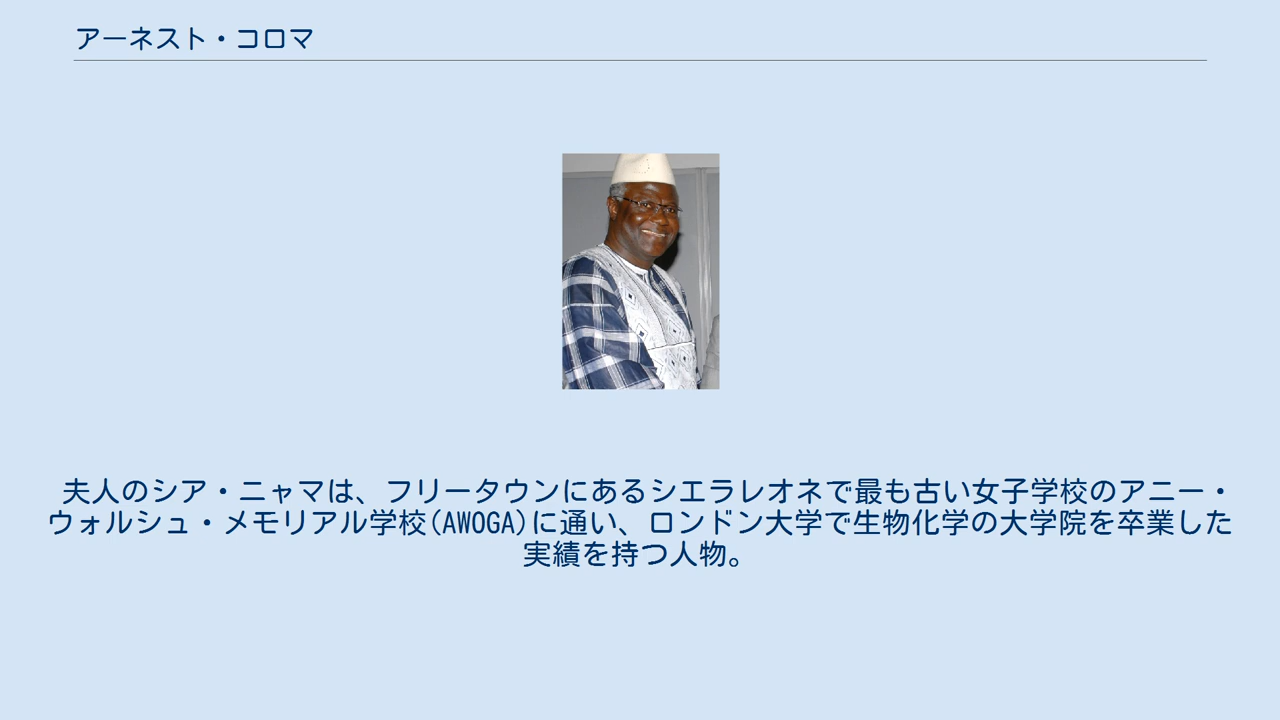 アーネスト・コロマ
夫人のシア・ニャマは、フリータウンにあるシエラレオネで最も古い女子学校のアニー・
ウォルシュ・メモリアル学校(AWOGA)に通い、ロンドン大学で生物化学の大学院を卒業した
実績を持つ人物。